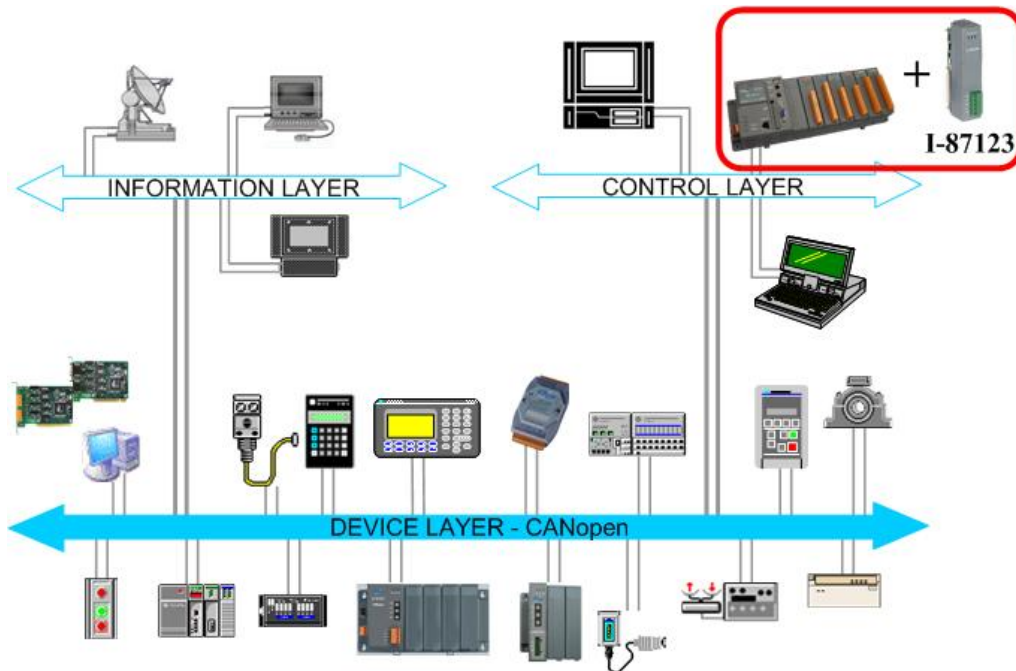 +
I-87123
INFORMATION LAYER
CONTROL LAYER
DEVICE LAYER - CANopen